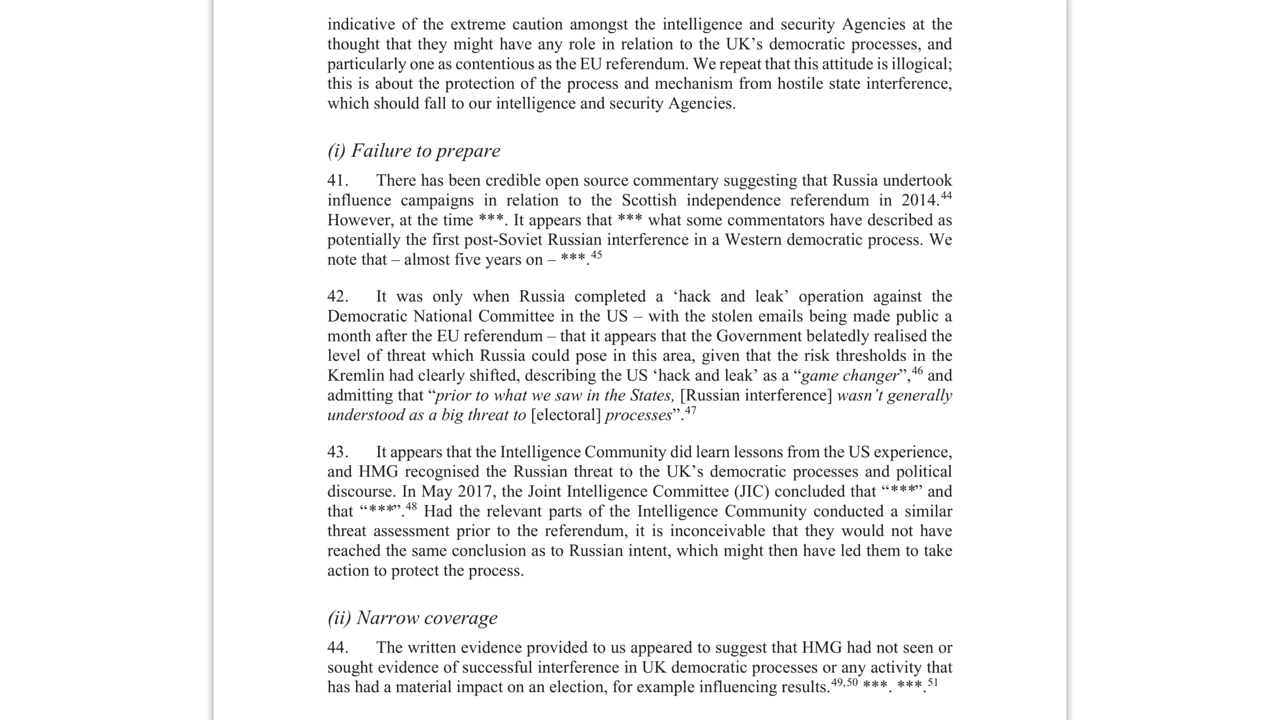 indicative of the extreme caution amongst the intelligence and security Agencies at the
thought that they might have any role in relation to the UK’s democratic processes, and
particularly one as contentious as the EU referendum. We repeat that this attitude is illogical;
this is about the protection of the process and mechanism from hostile state interference,
which should fall to our intelligence and security Agencies.
(i) Failure to prepare
41. There has been credible open source commentary suggesting that Russia undertook
influence campaigns in relation to the Scottish independence referendum in 2014.44
However, at the time ***. It appears that *** what some commentators have described as
potentially the first post-Soviet Russian interference in a Western democratic process. We
note that – almost five years on – ***.45
42. It was only when Russia completed a ‘hack and leak’ operation against the
Democratic National Committee in the US – with the stolen emails being made public a
month after the EU referendum – that it appears that the Government belatedly realised the
level of threat which Russia could pose in this area, given that the risk thresholds in the
Kremlin had clearly shifted, describing the US ‘hack and leak’ as a “game changer”,46 and
admitting that “prior to what we saw in the States, [Russian interference] wasn’t generally
understood as a big threat to [electoral] processes”.47
43. It appears that the Intelligence Community did learn lessons from the US experience,
and HMG recognised the Russian threat to the UK’s democratic processes and political
discourse. In May 2017, the Joint Intelligence Committee (JIC) concluded that “***” and
that “***”.48 Had the relevant parts of the Intelligence Community conducted a similar
threat assessment prior to the referendum, it is inconceivable that they would not have
reached the same conclusion as to Russian intent, which might then have led them to take
action to protect the process.
(ii) Narrow coverage
44. The written evidence provided to us appeared to suggest that HMG had not seen or
sought evidence of successful interference in UK democratic processes or any activity that
has had a material impact on an election, for example influencing results.49,50 ***. ***.51